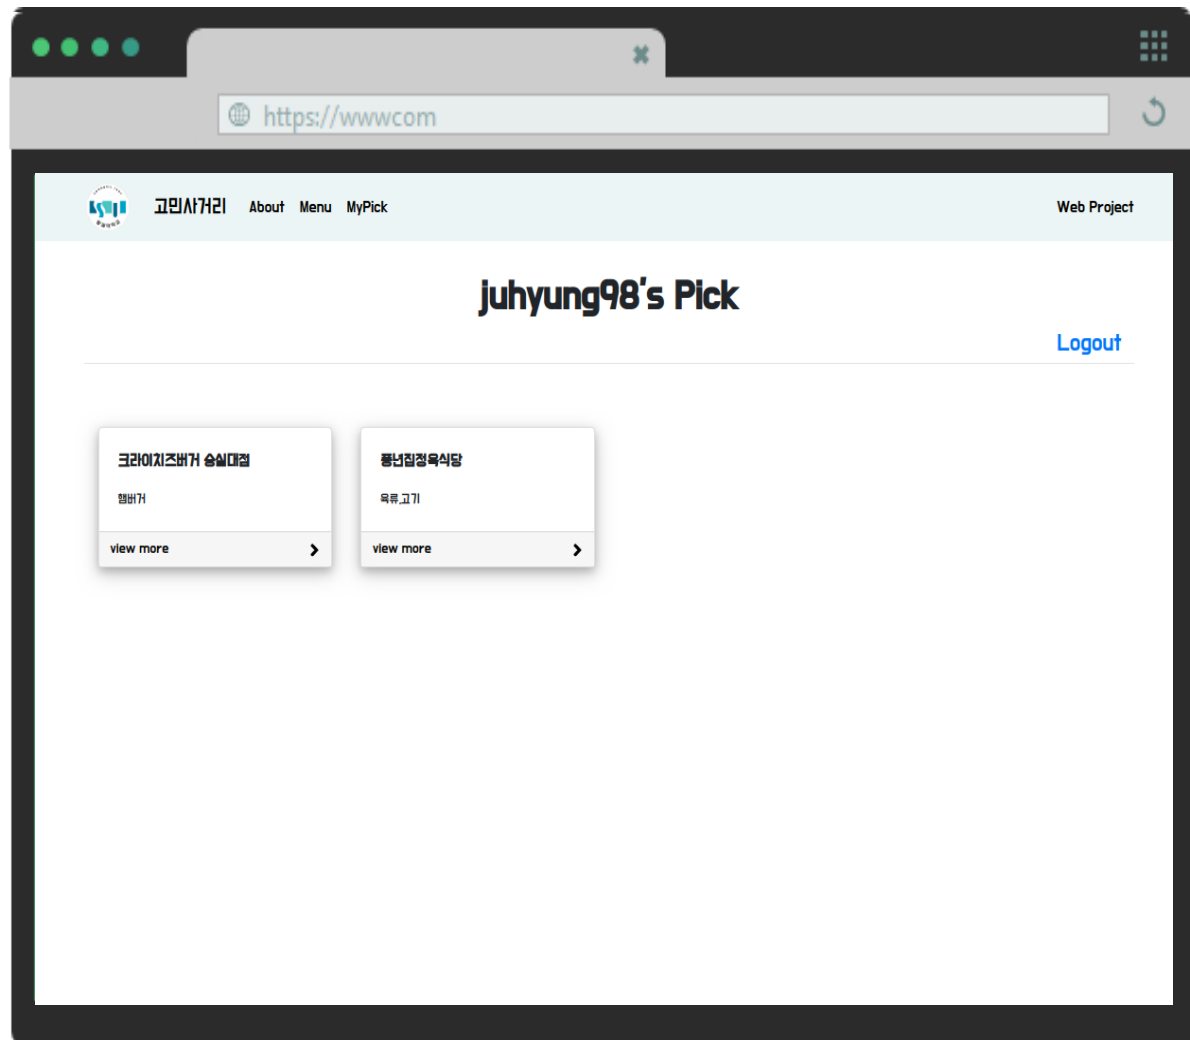 https://wwwcom
고민사거리 About Menu MyPick Web Project
juhyung98's Pick
Logout
크라이치즈버거 숭실대점
햄버거
view more
풍년집정육식당
육류,고기
view more